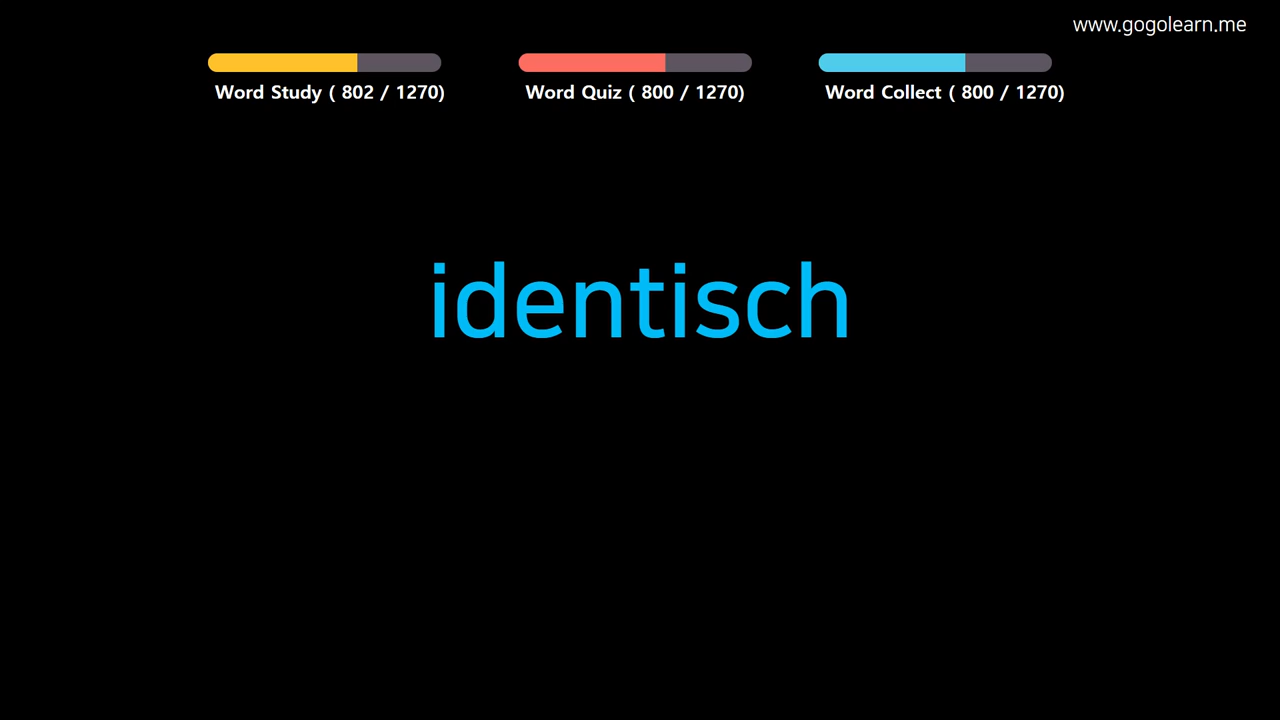 www.gogolearn.me
Word Study ( 802 / 1270)
Word Quiz ( 800 / 1270)
Word Collect ( 800 / 1270)
identisch